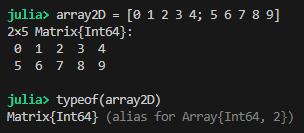 julia> array2D = [0 1 2 3 4; 5 6 7 8 9]
2×5 Matrix{Int64}:
 0  1  2  3  4
 5  6  7  8  9
julia> typeof(array2D)
Matrix{Int64} (alias for Array{Int64, 2})